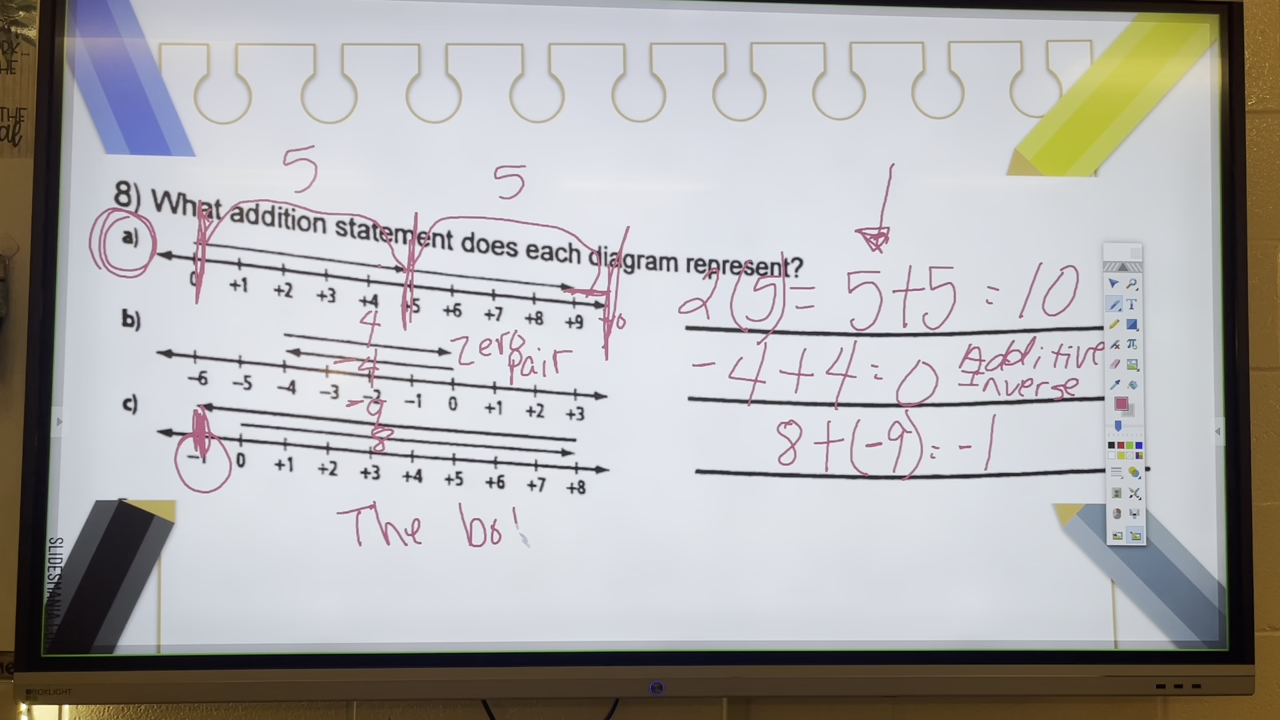 5 5
8) What addition statement does each diagram represent?
a)
0 +1 +2 +3 +4 +5 +6 +7 +8 +9 10
2(5) = 5+5 = 10
b)
4
-4
Zero
pair
-6 -5 -4 -3 -2 -1 0 +1 +2 +3
-4+4=0 Additive
Inverse
c)
-9
8
-1 0 +1 +2 +3 +4 +5 +6 +7 +8
8+(-9)=-1
The bo
SLIDESMANIA